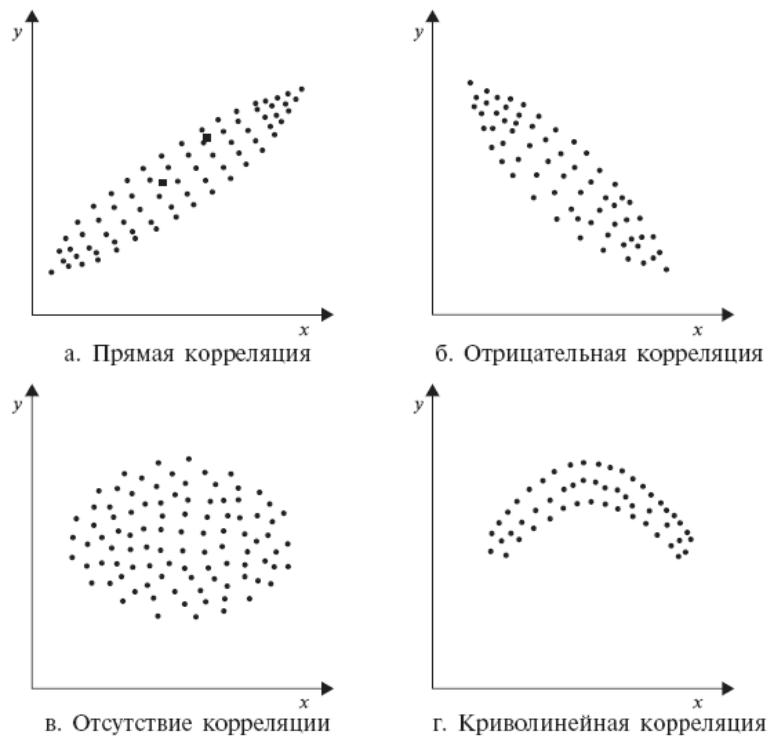 y
x
а. Прямая корреляция
y
x
б. Отрицательная корреляция
y
x
в. Отсутствие корреляции
y
x
г. Криволинейная корреляция